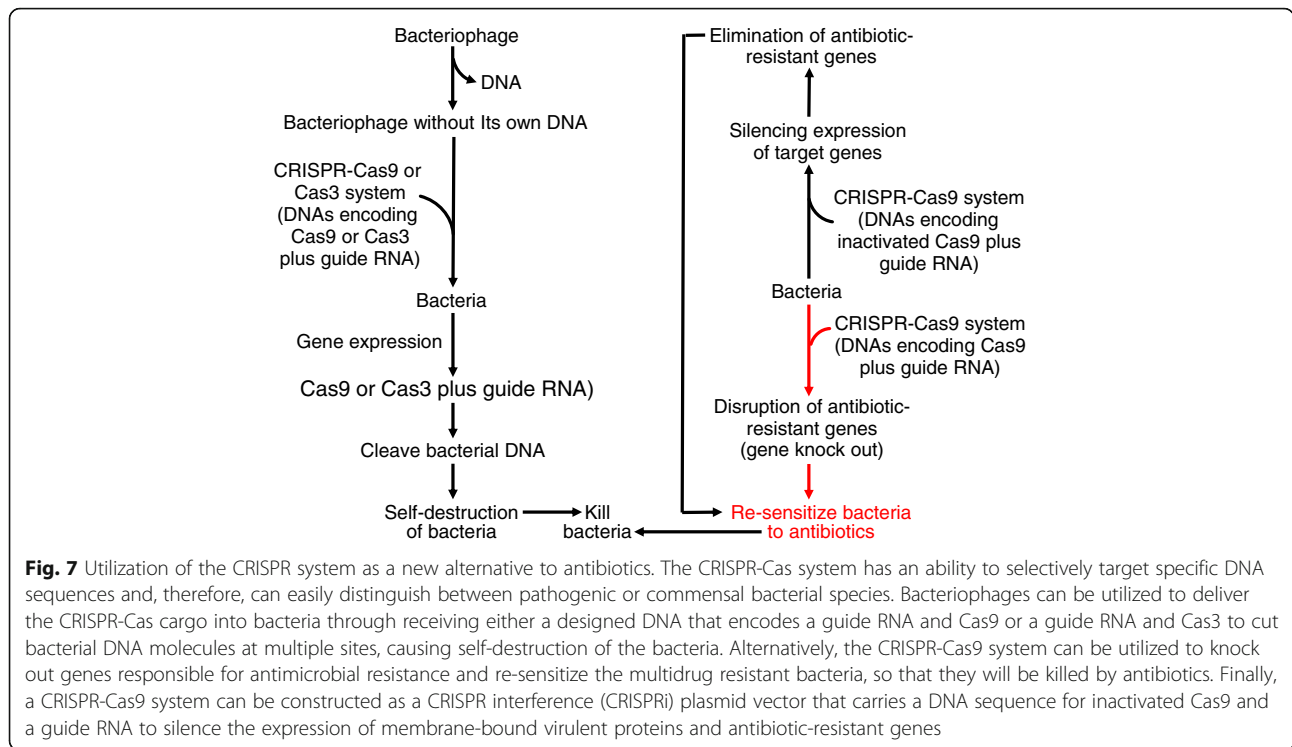 Bacteriophage
DNA
Bacteriophage without Its own DNA
CRISPR-Cas9 or
Cas3 system
(DNAs encoding
Cas9 or Cas3
plus guide RNA)
Bacteria
Gene expression
Cas9 or Cas3 plus guide RNA)
Cleave bacterial DNA
Self-destruction
of bacteria
Kill
bacteria
Elimination of antibiotic-
resistant genes
Silencing expression
of target genes
CRISPR-Cas9 system
(DNAs encoding
inactivated Cas9 plus
guide RNA)
Bacteria
CRISPR-Cas9 system
(DNAs encoding Cas9
plus guide RNA)
Disruption of antibiotic-
resistant genes
(gene knock out)
Re-sensitize bacteria
to antibiotics
Fig. 7 Utilization of the CRISPR system as a new alternative to antibiotics. The CRISPR-Cas system has an ability to selectively target specific DNA
sequences and, therefore, can easily distinguish between pathogenic or commensal bacterial species. Bacteriophages can be utilized to deliver
the CRISPR-Cas cargo into bacteria through receiving either a designed DNA that encodes a guide RNA and Cas9 or a guide RNA and Cas3 to cut
bacterial DNA molecules at multiple sites, causing self-destruction of the bacteria. Alternatively, the CRISPR-Cas9 system can be utilized to knock
out genes responsible for antimicrobial resistance and re-sensitize the multidrug resistant bacteria, so that they will be killed by antibiotics. Finally,
a CRISPR-Cas9 system can be constructed as a CRISPR interference (CRISPRi) plasmid vector that carries a DNA sequence for inactivated Cas9 and
a guide RNA to silence the expression of membrane-bound virulent proteins and antibiotic-resistant genes